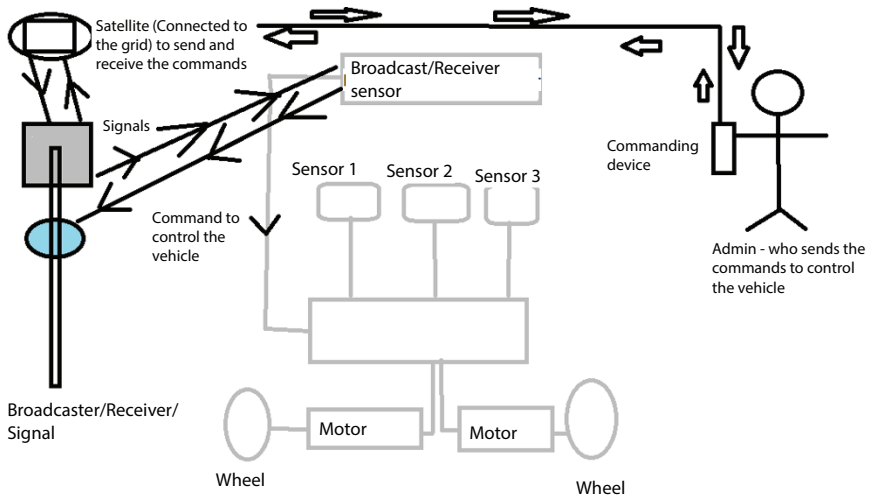 Satellite (Connected to
the grid) to send and
receive the commands
Broadcast/Receiver
sensor
Signals
Commanding
device
Sensor 1
Sensor 2
Sensor 3
Command to
control the
vehicle
Admin - who sends the
commands to control
the vehicle
Broadcaster/Receiver/
Signal
Motor
Motor
Wheel
Wheel